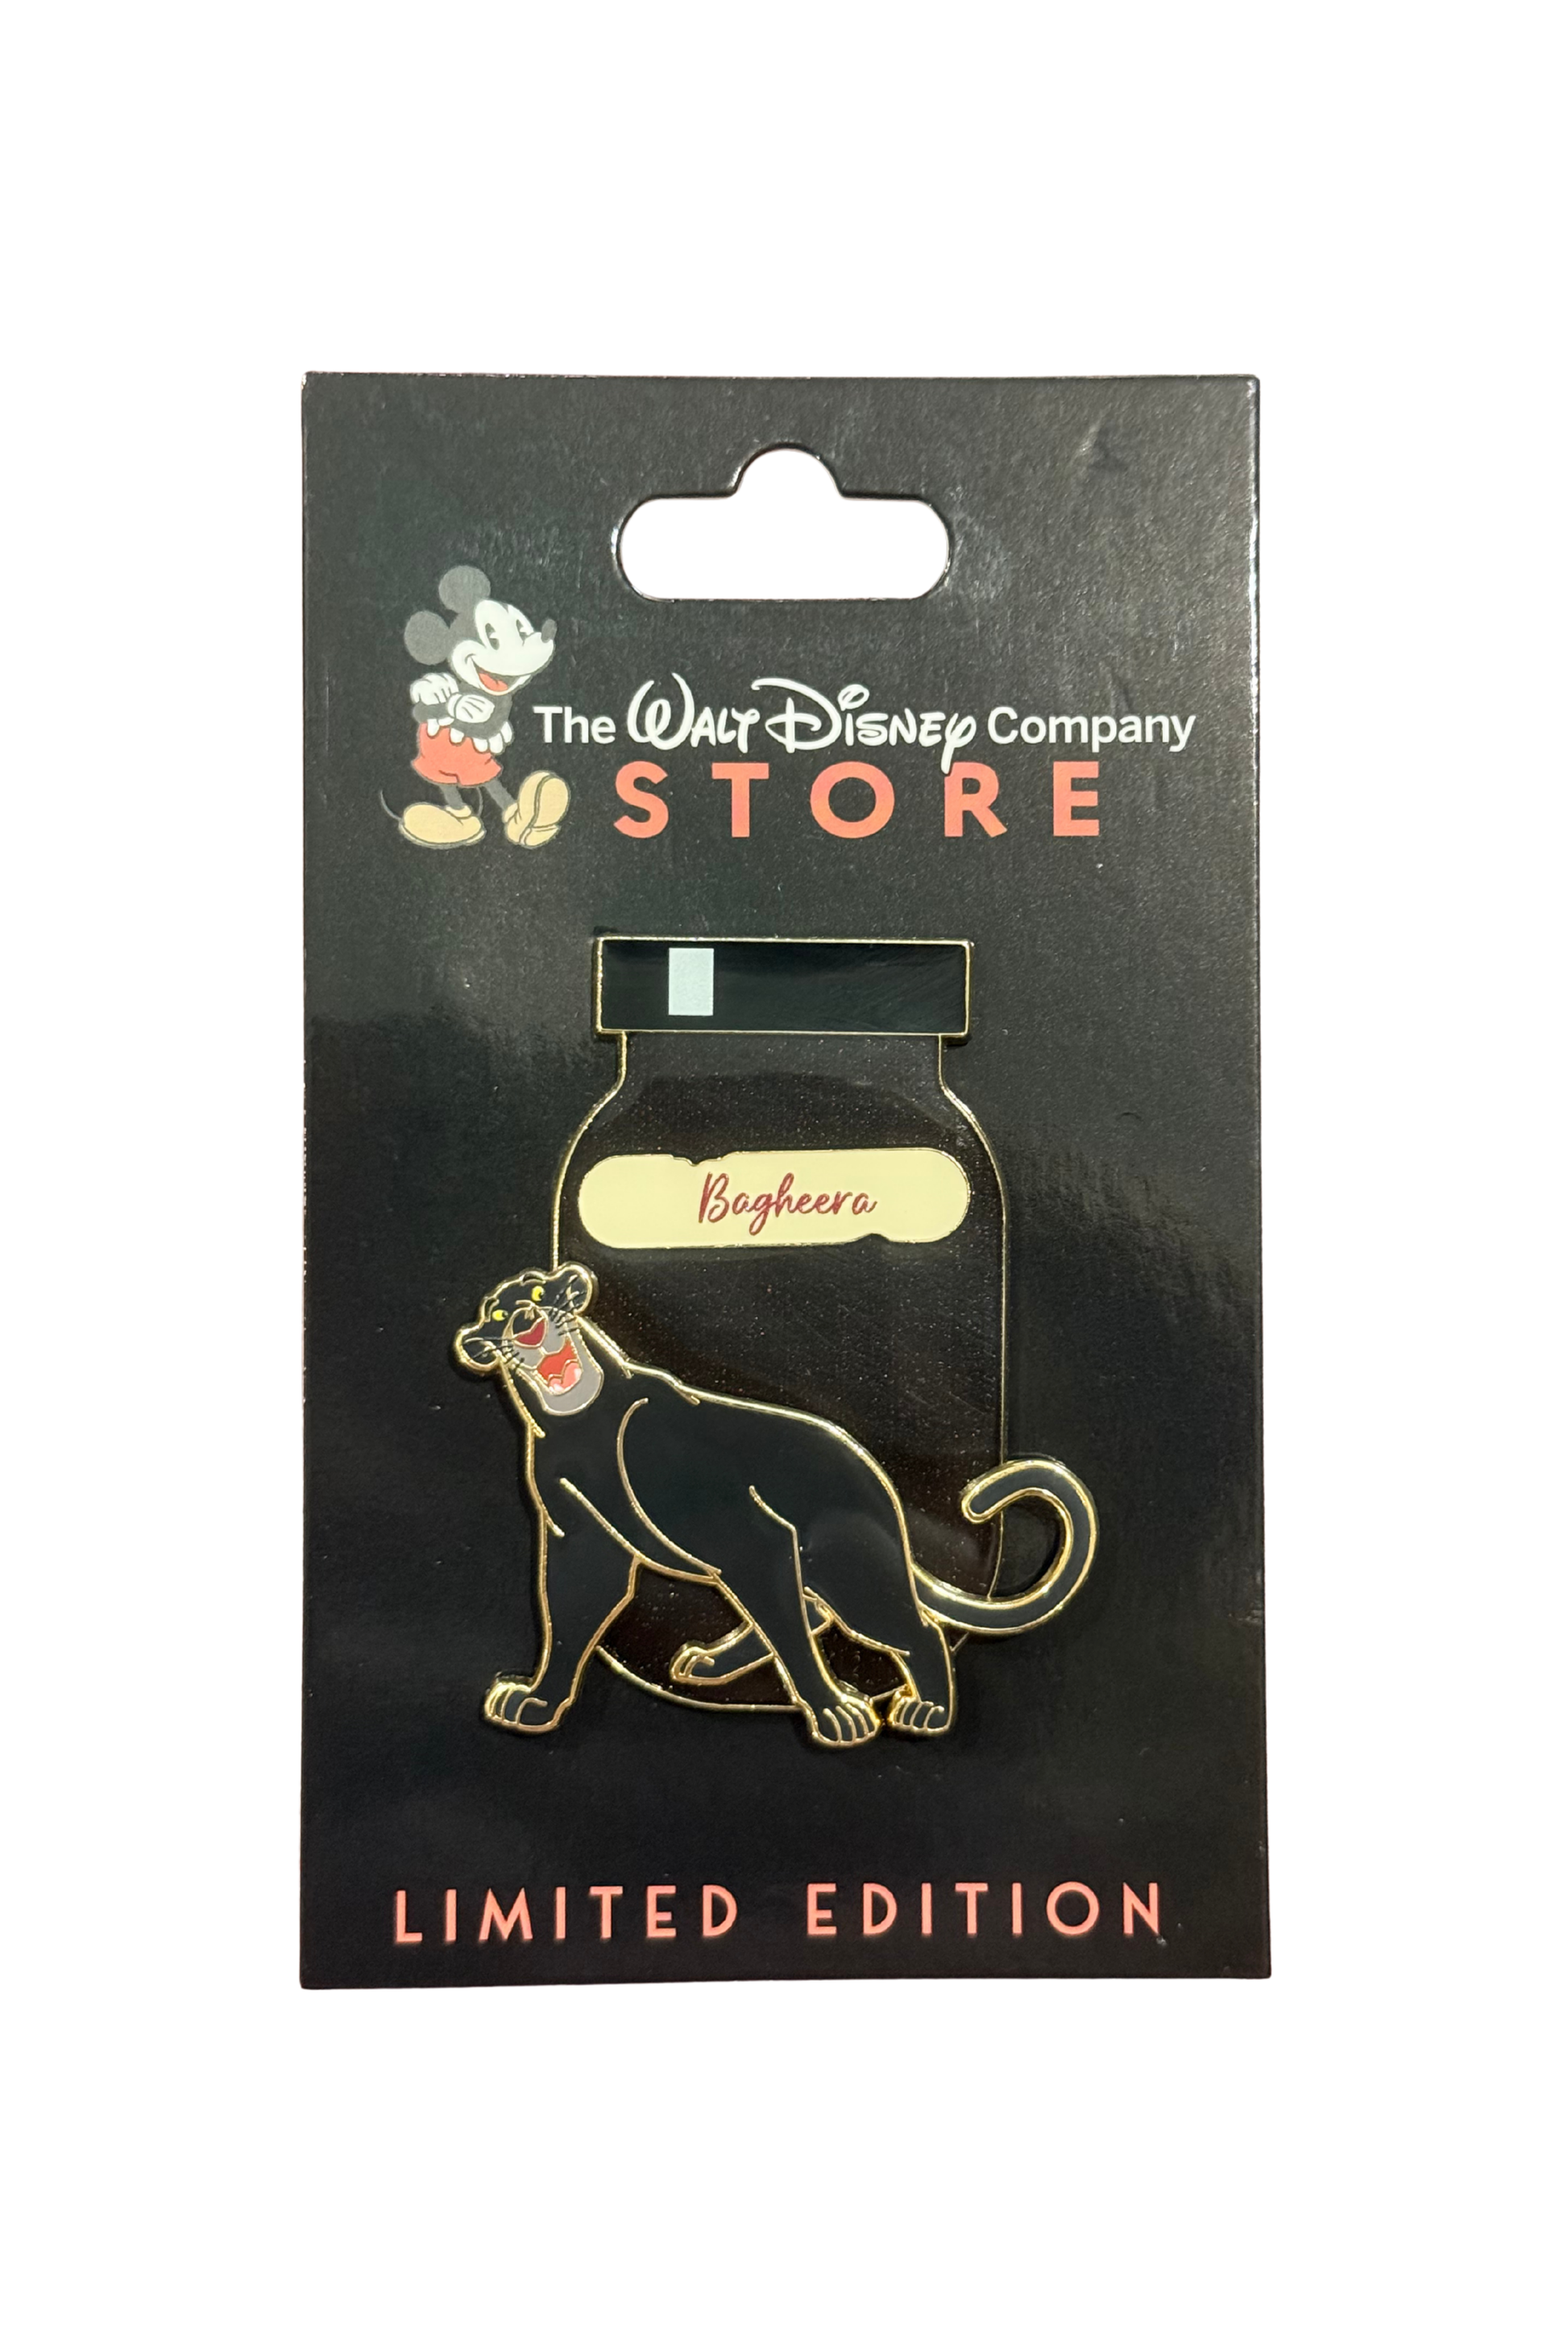 The Walt Disney Company
STORE
Bagheera
LIMITED EDITION